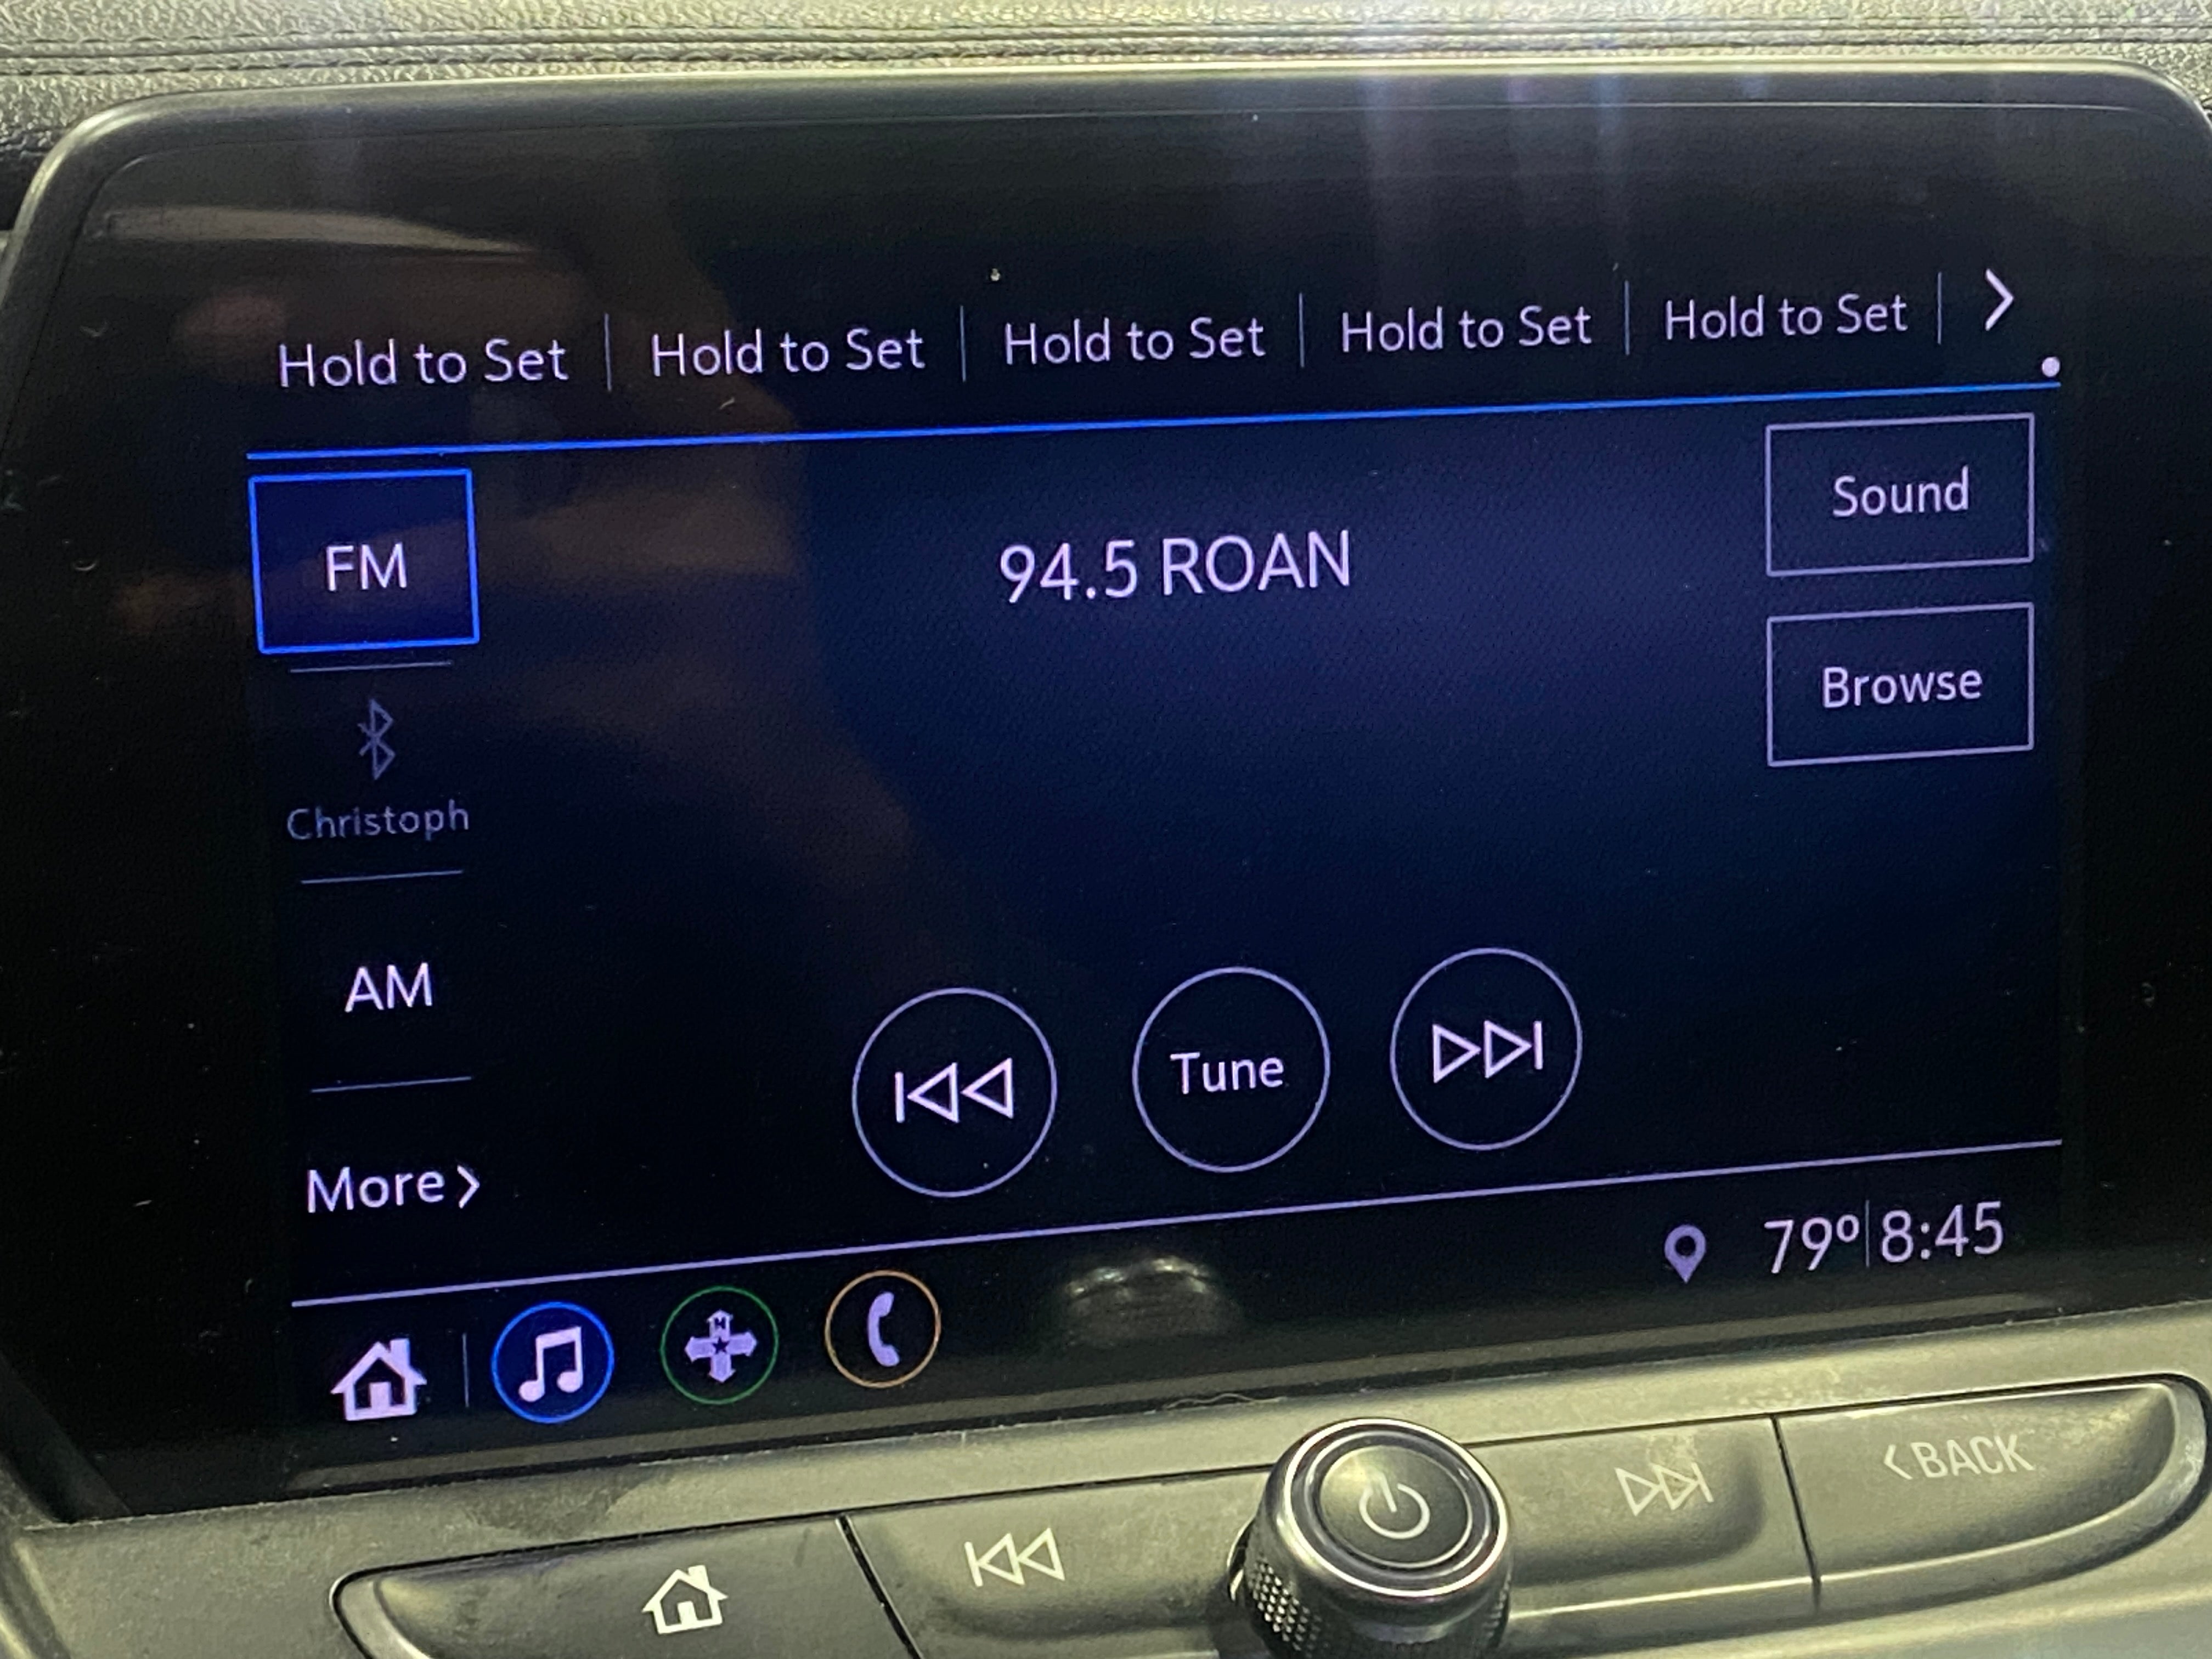 Hold to Set
Hold to Set
Hold to Set
Hold to Set
Hold to Set
FM
94.5 ROAN
Sound
Browse
Christoph
AM
Tune
More
79º
8:45
N
BACK